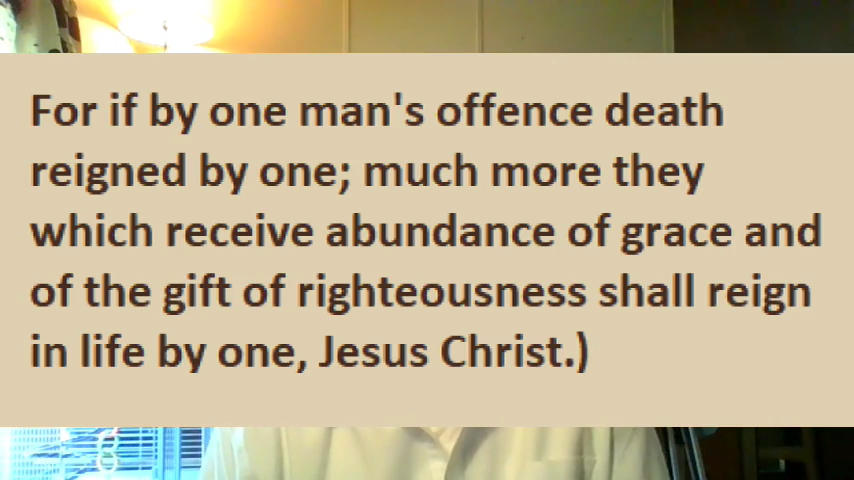 For if by one man's offence death
reigned by one; much more they
which receive abundance of grace and
of the gift of righteousness shall reign
in life by one, Jesus Christ.)